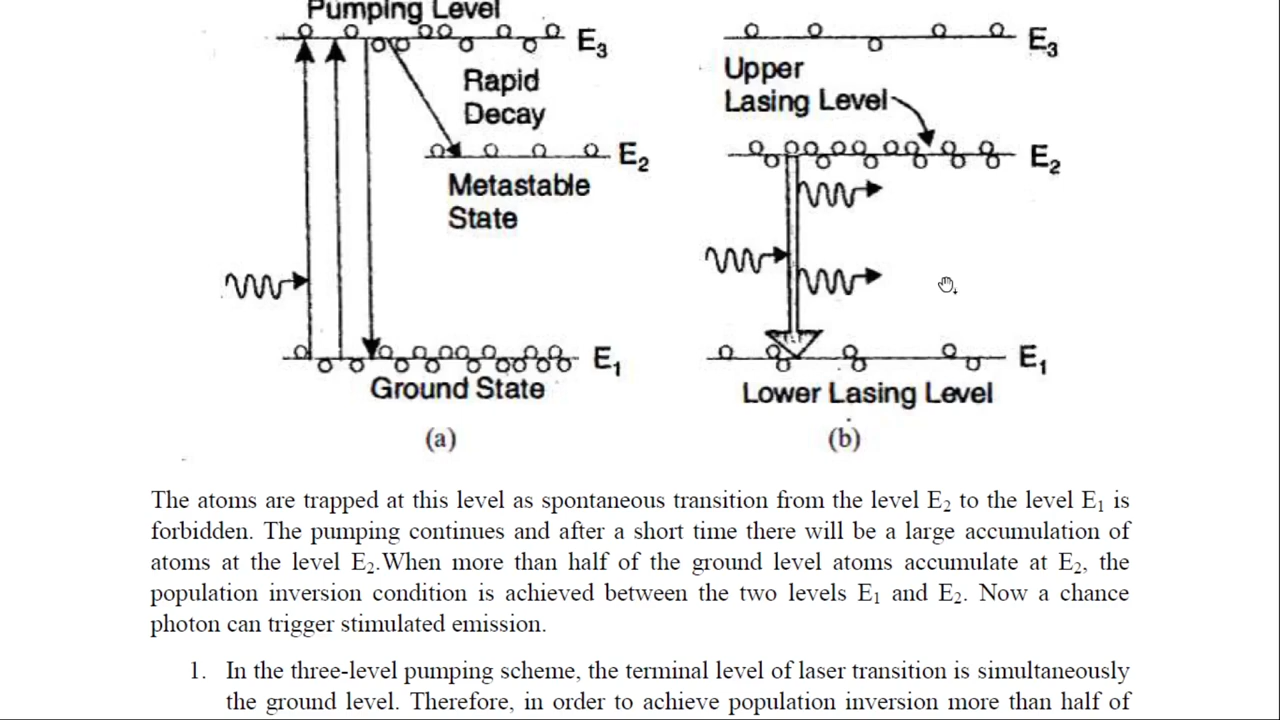 Pumping Level
E3
E3
Rapid
Decay
Upper
Lasing Level
E2
E2
Metastable
State
E1
E1
Ground State
Lower Lasing Level
(a)
(b)
The atoms are trapped at this level as spontaneous transition from the level E2 to the level E1 is
forbidden. The pumping continues and after a short time there will be a large accumulation of
atoms at the level E2.When more than half of the ground level atoms accumulate at E2, the
population inversion condition is achieved between the two levels E1 and E2. Now a chance
photon can trigger stimulated emission.
1. In the three-level pumping scheme, the terminal level of laser transition is simultaneously
the ground level. Therefore, in order to achieve population inversion more than half of